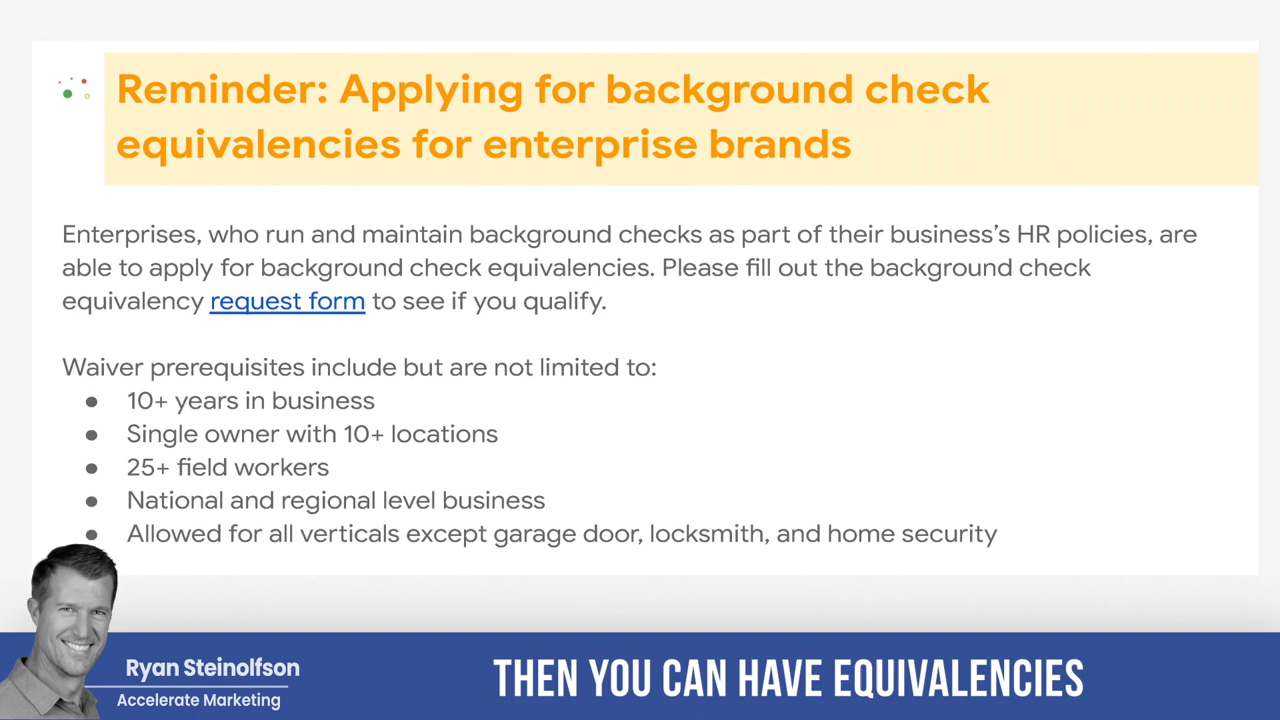 Reminder: Applying for background check
equivalencies for enterprise brands
Enterprises, who run and maintain background checks as part of their business’s HR policies, are
able to apply for background check equivalencies. Please fill out the background check
equivalency request form to see if you qualify.
Waiver prerequisites include but are not limited to:
● 10+ years in business
● Single owner with 10+ locations
● 25+ field workers
● National and regional level business
● Allowed for all verticals except garage door, locksmith, and home security
Ryan Steinolfson
Accelerate Marketing
THEN YOU CAN HAVE EQUIVALENCIES